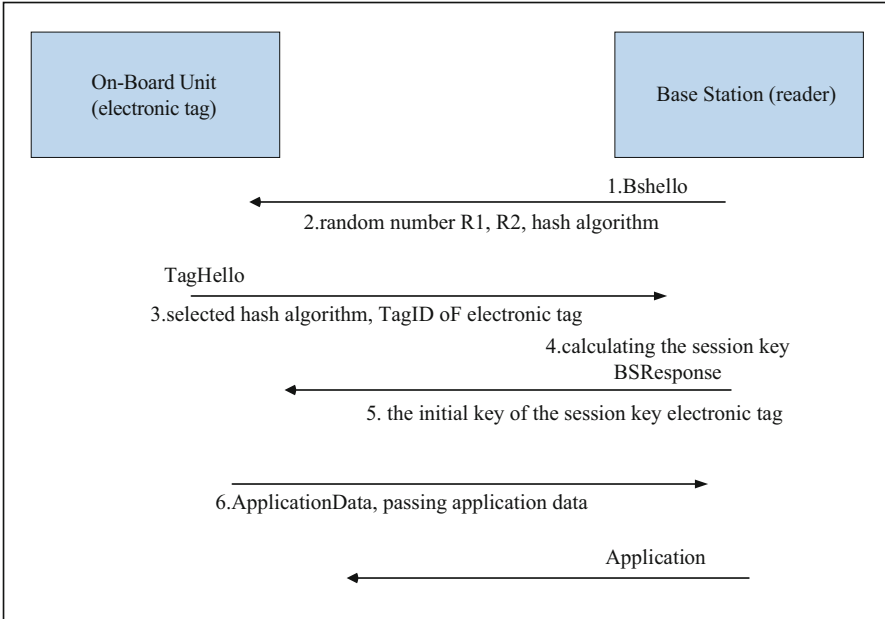 On-Board Unit
(electronic tag)
Base Station (reader)
1.Bshello
2.random number R1, R2, hash algorithm
TagHello
3.selected hash algorithm, TagID oF electronic tag
4.calculating the session key
BSResponse
5. the initial key of the session key electronic tag
6.ApplicationData, passing application data
Application